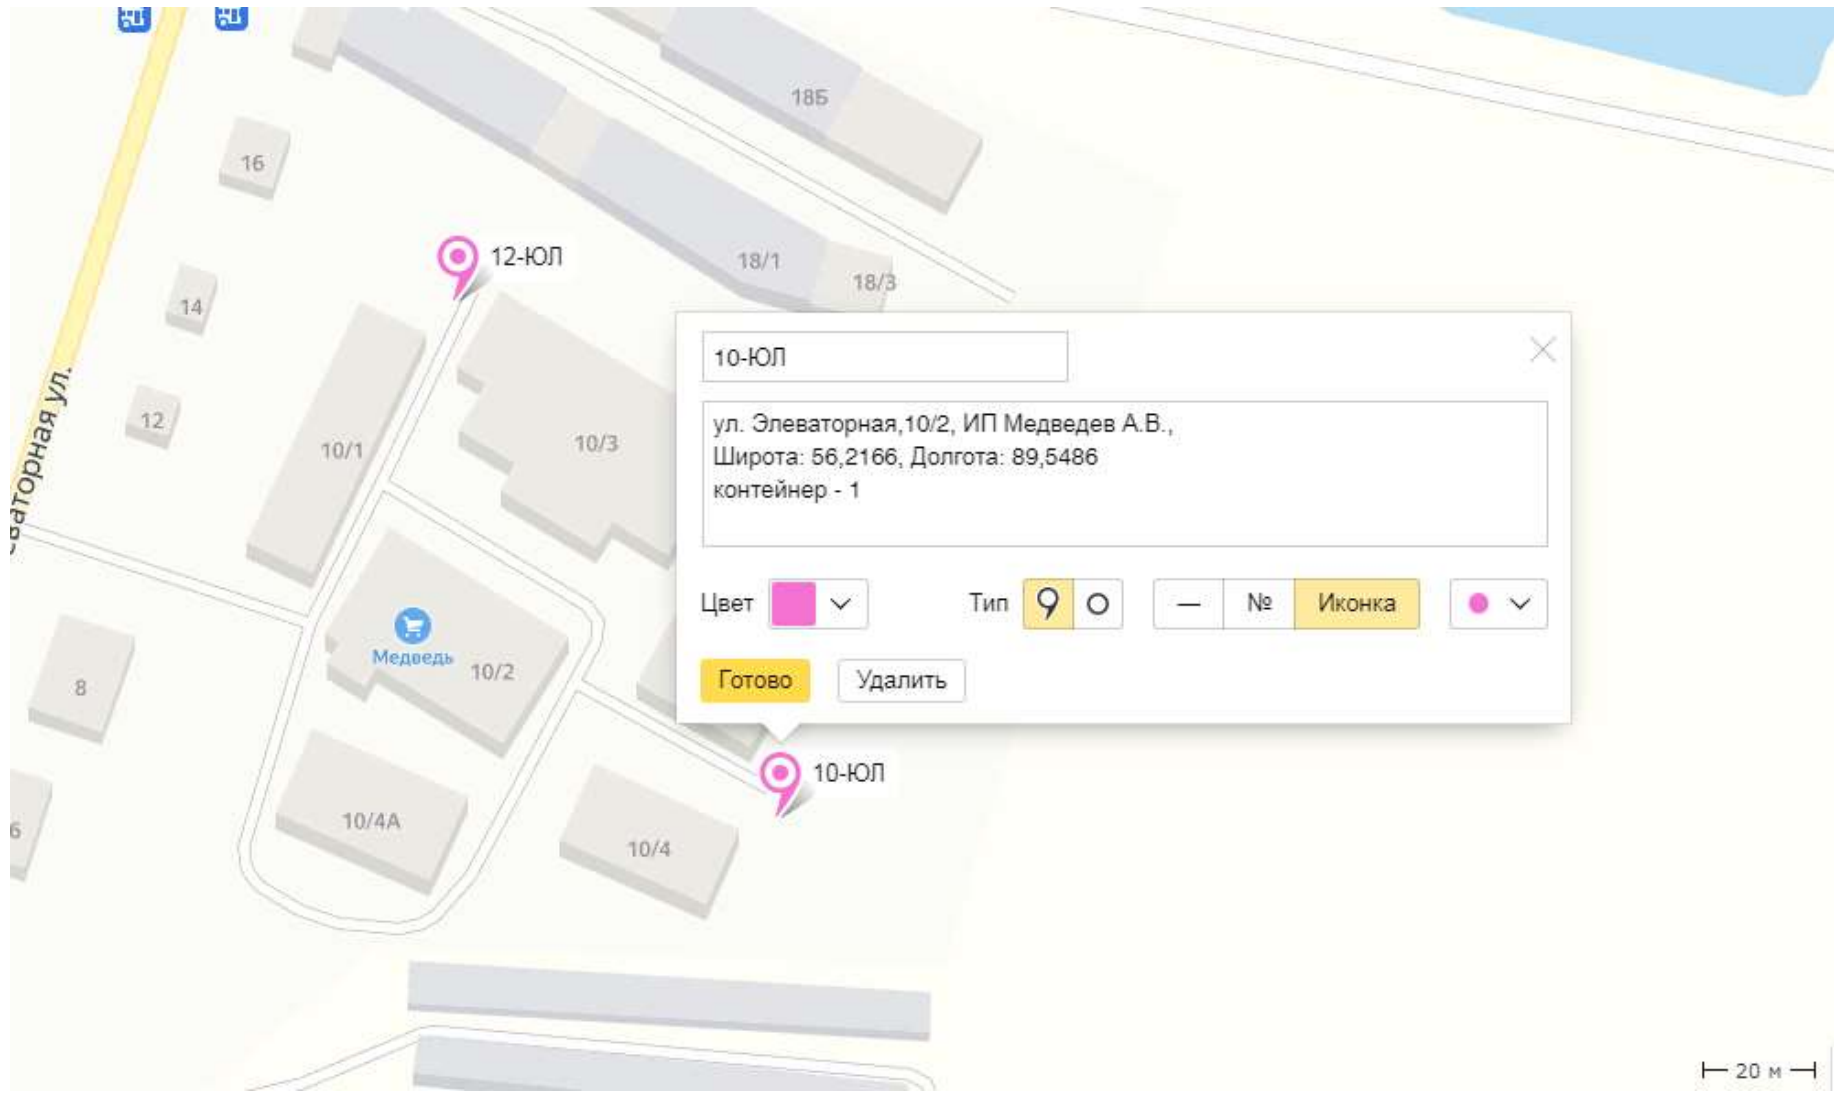 18Б
16
12-ЮЛ
18/1
18/3
14
10-ЮЛ
ул. Элеваторная,10/2, ИП Медведев А.В.,
Широта: 56,2166, Долгота: 89,5486
контейнер - 1
12
10/1
10/3
еваторная ул.
Цвет
Тип
№
Иконка
Медведь
10/2
8
Готово
Удалить
10-ЮЛ
10/4А
10/4
6
20 м